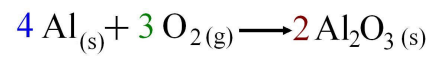 4 Al(s) + 3 O2 (g) ⟶ 2 Al2O3 (s)